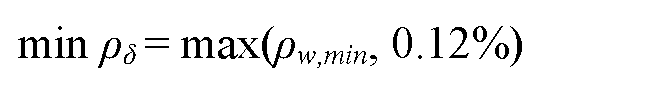 min ρδ = max(ρw,min, 0.12%)